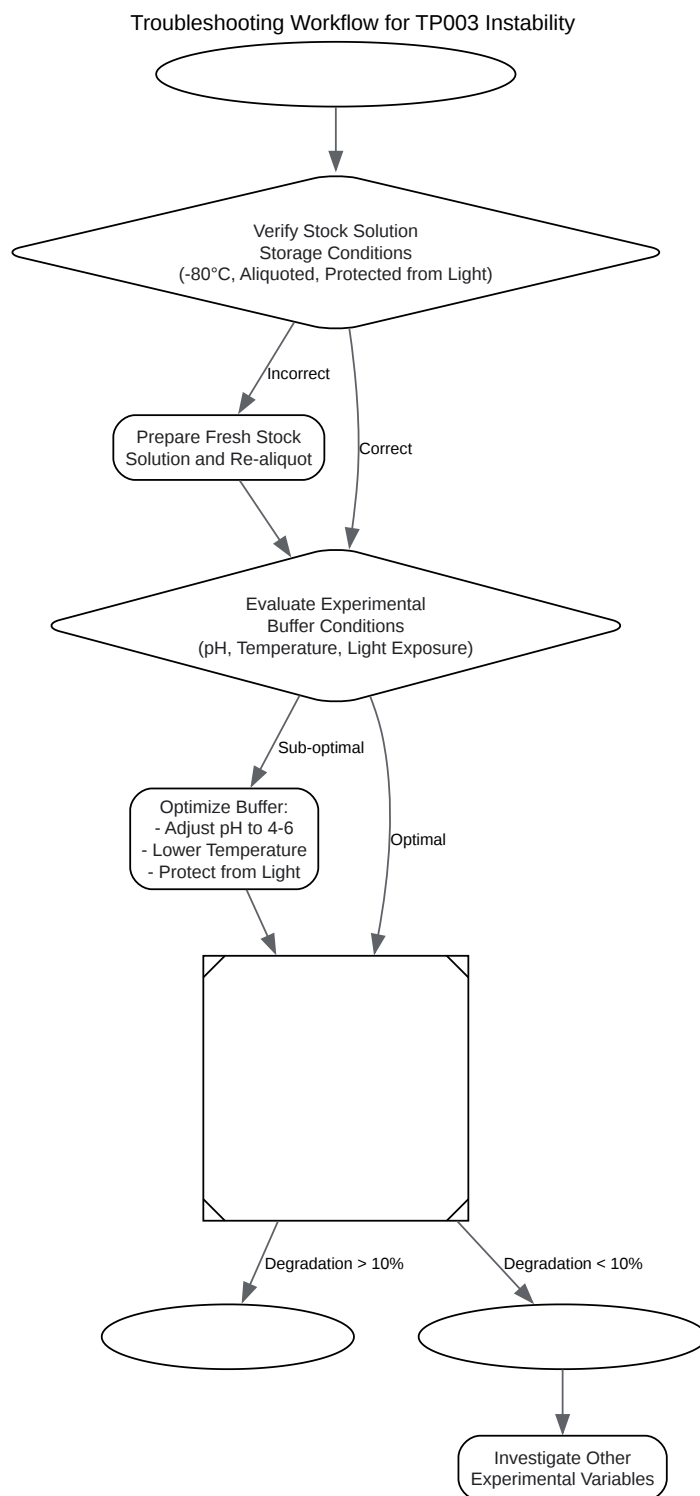 Troubleshooting Workflow for TP003 Instability
Verify Stock Solution
Storage Conditions
(-80°C, Aliquoted, Protected from Light)
Incorrect
Prepare Fresh Stock
Solution and Re-aliquot
Correct
Evaluate Experimental
Buffer Conditions
(pH, Temperature, Light Exposure)
Sub-optimal
Optimize Buffer:
- Adjust pH to 4-6
- Lower Temperature
- Protect from Light
Optimal
Degradation > 10%
Degradation < 10%
Investigate Other
Experimental Variables